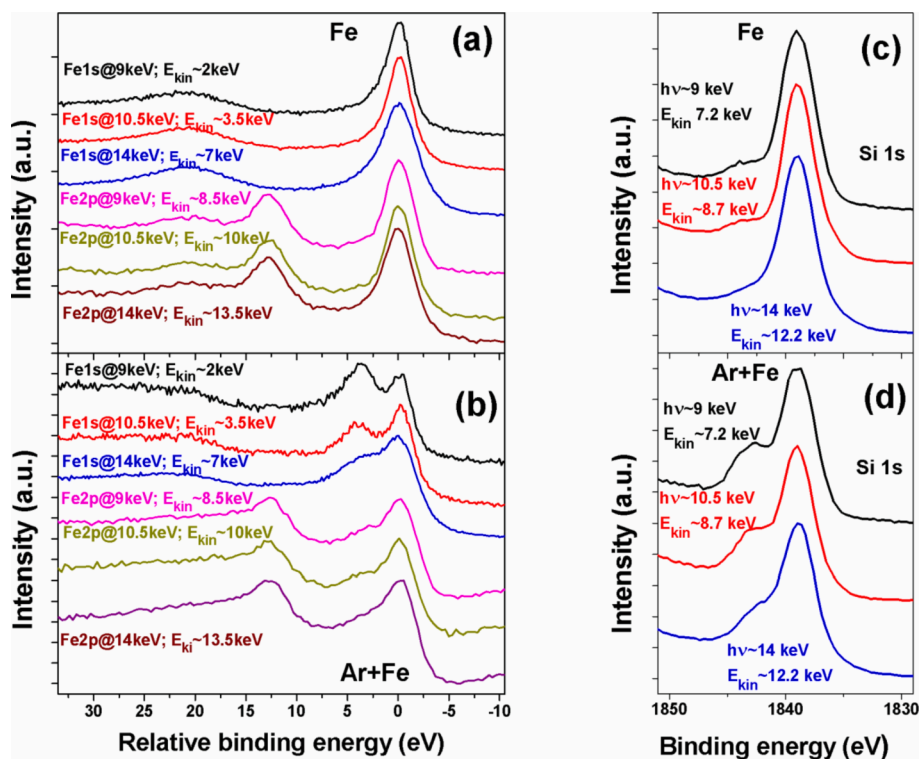 Fe
(a)
Fe1s@9keV; Ekin~2keV
Fe1s@10.5keV; Ekin~3.5keV
Fe1s@14keV; Ekin~7keV
Fe2p@9keV; Ekin~8.5keV
Fe2p@10.5keV; Ekin~10keV
Fe2p@14keV; Ekin~13.5keV
Intensity (a.u.)
Fe1s@9keV; Ekin~2keV
(b)
Fe1s@10.5keV; Ekin~3.5keV
Fe1s@14keV; Ekin~7keV
Fe2p@9keV; Ekin~8.5keV
Fe2p@10.5keV; Ekin~10keV
Fe2p@14keV; Eki~13.5keV
Ar+Fe
Intensity (a.u.)
30 25 20 15 10 5 0 -5 -10
Relative binding energy (eV)
Fe
(c)
hν~9 keV
Ekin 7.2 keV
Si 1s
hν~10.5 keV
Ekin~8.7 keV
hν~14 keV
Ekin~12.2 keV
Intensity (a.u.)
Ar+Fe
(d)
hν~9 keV
Ekin~7.2 keV
Si 1s
hν~10.5 keV
Ekin~8.7 keV
hν~14 keV
Ekin~12.2 keV
Intensity (a.u.)
1850 1840 1830
Binding energy (eV)